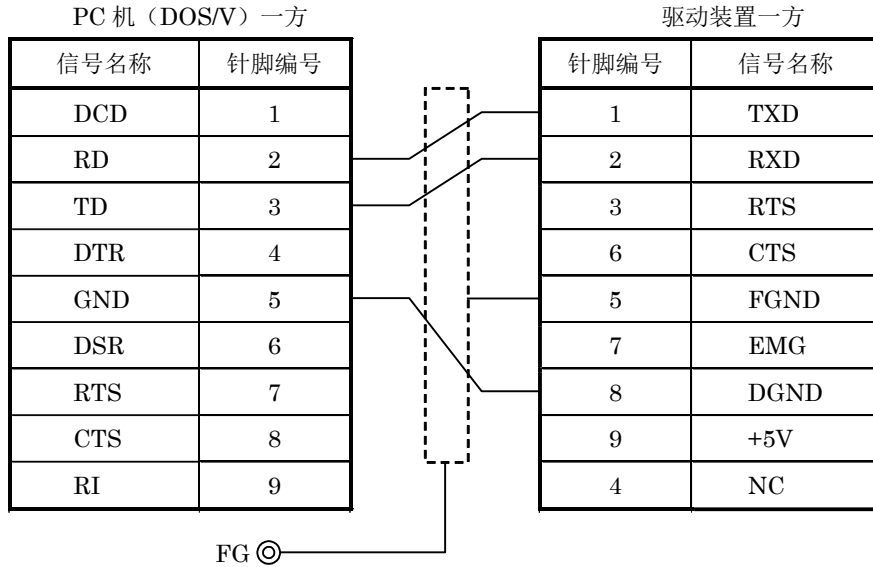 PC 机（DOS/V）一方 驱动装置一方
信号名称 针脚编号 针脚编号 信号名称
DCD 1 1 TXD
RD 2 2 RXD
TD 3 3 RTS
DTR 4 6 CTS
GND 5 5 FGND
DSR 6 7 EMG
RTS 7 8 DGND
CTS 8 9 +5V
RI 9 4 NC
FG